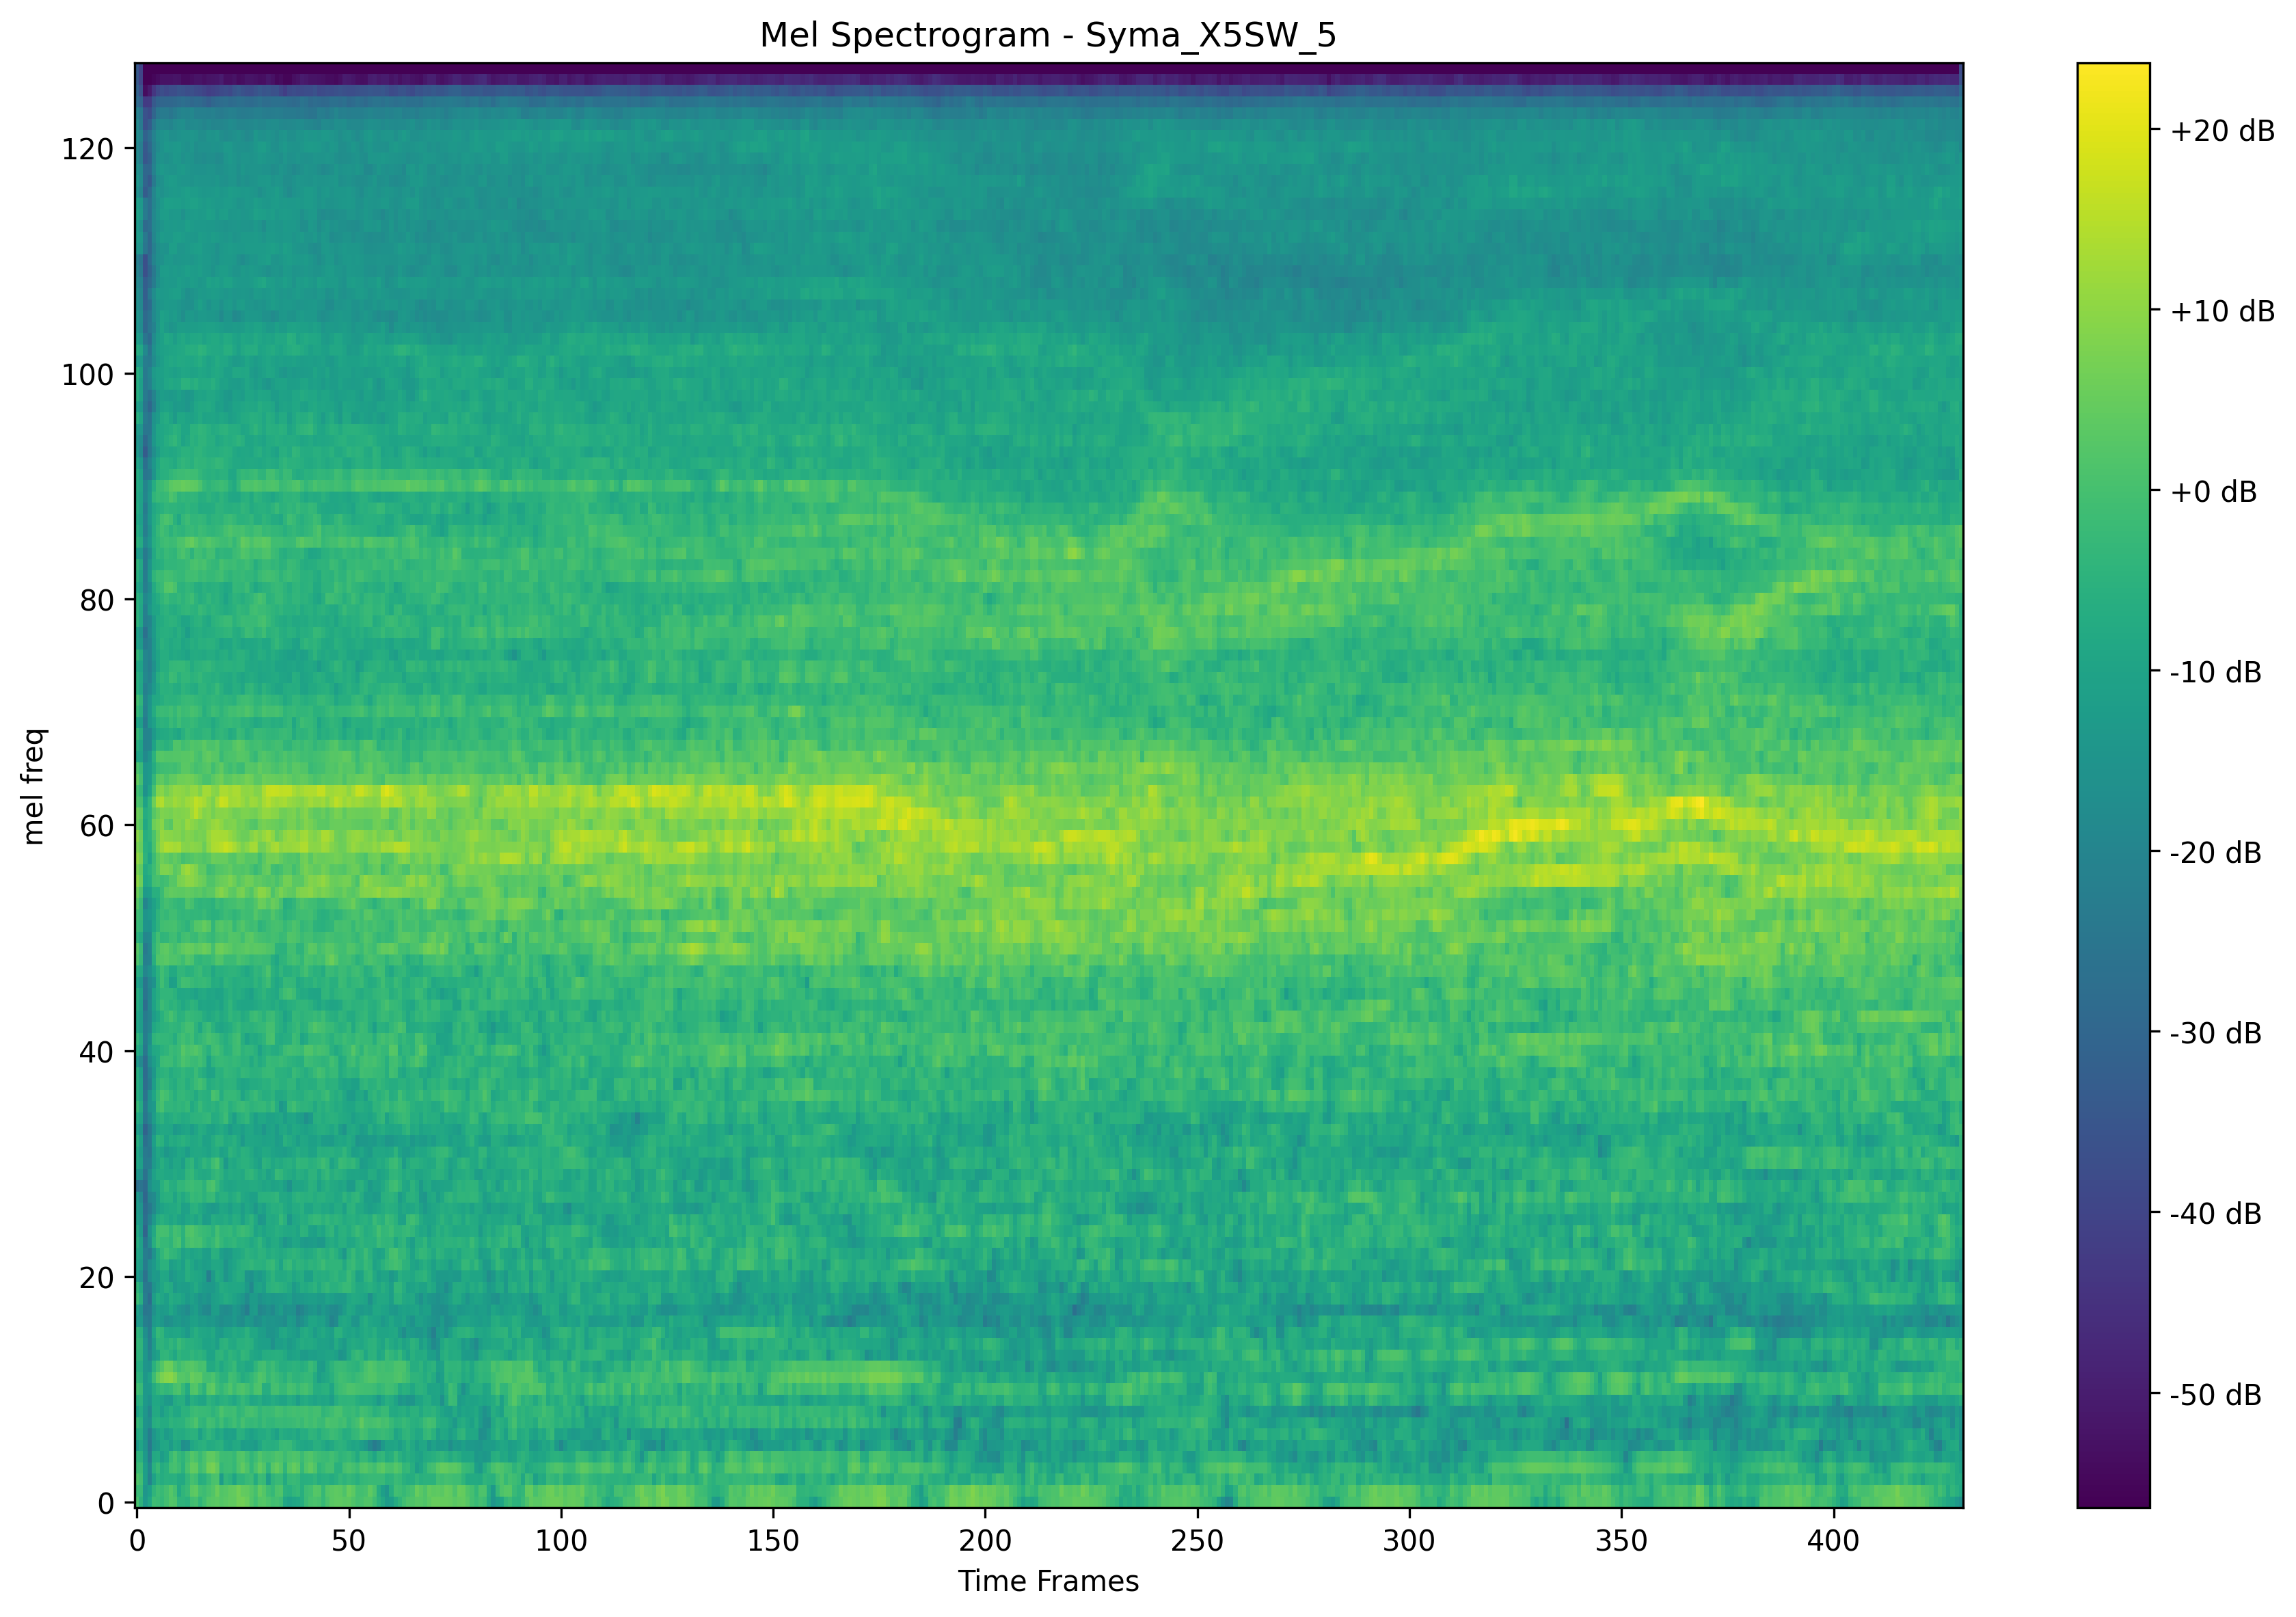 Mel Spectrogram - Syma_X5SW_5
mel freq
120
100
80
60
40
20
0
0 50 100 150 200 250 300 350 400
Time Frames
+20 dB
+10 dB
+0 dB
-10 dB
-20 dB
-30 dB
-40 dB
-50 dB